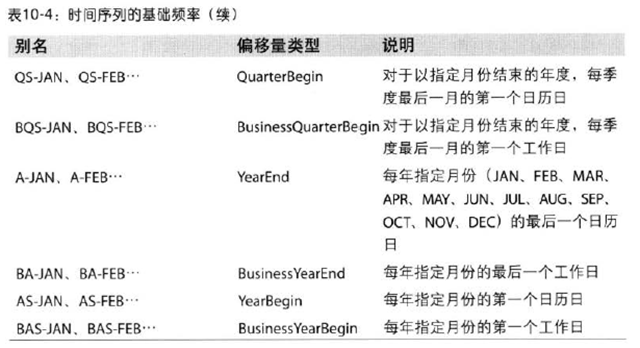 表10-4：时间序列的基础频率（续）
别名 偏移量类型 说明
QS-JAN、QS-FEB… QuarterBegin 对于以指定月份结束的年度，每季
度最后一月的第一个日历日
BQS-JAN、BQS-FEB… BusinessQuarterBegin 对于以指定月份结束的年度，每季
度最后一月的第一个工作日
A-JAN、A-FEB… YearEnd 每年指定月份（JAN、FEB、MAR、
APR、MAY、JUN、JUL、AUG、SEP、
OCT、NOV、DEC）的最后一个日历
日
BA-JAN、BA-FEB… BusinessYearEnd 每年指定月份的最后一个工作日
AS-JAN、AS-FEB… YearBegin 每年指定月份的第一个日历日
BAS-JAN、BAS-FEB… BusinessYearBegin 每年指定月份的第一个工作日